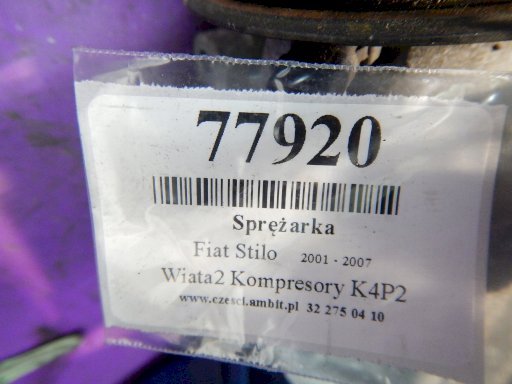 77920
Sprężarka
Fiat Stilo 2001 - 2007
Wiata2 Kompresory K4P2
www.czesci.ambit.pl 32 275 04 10